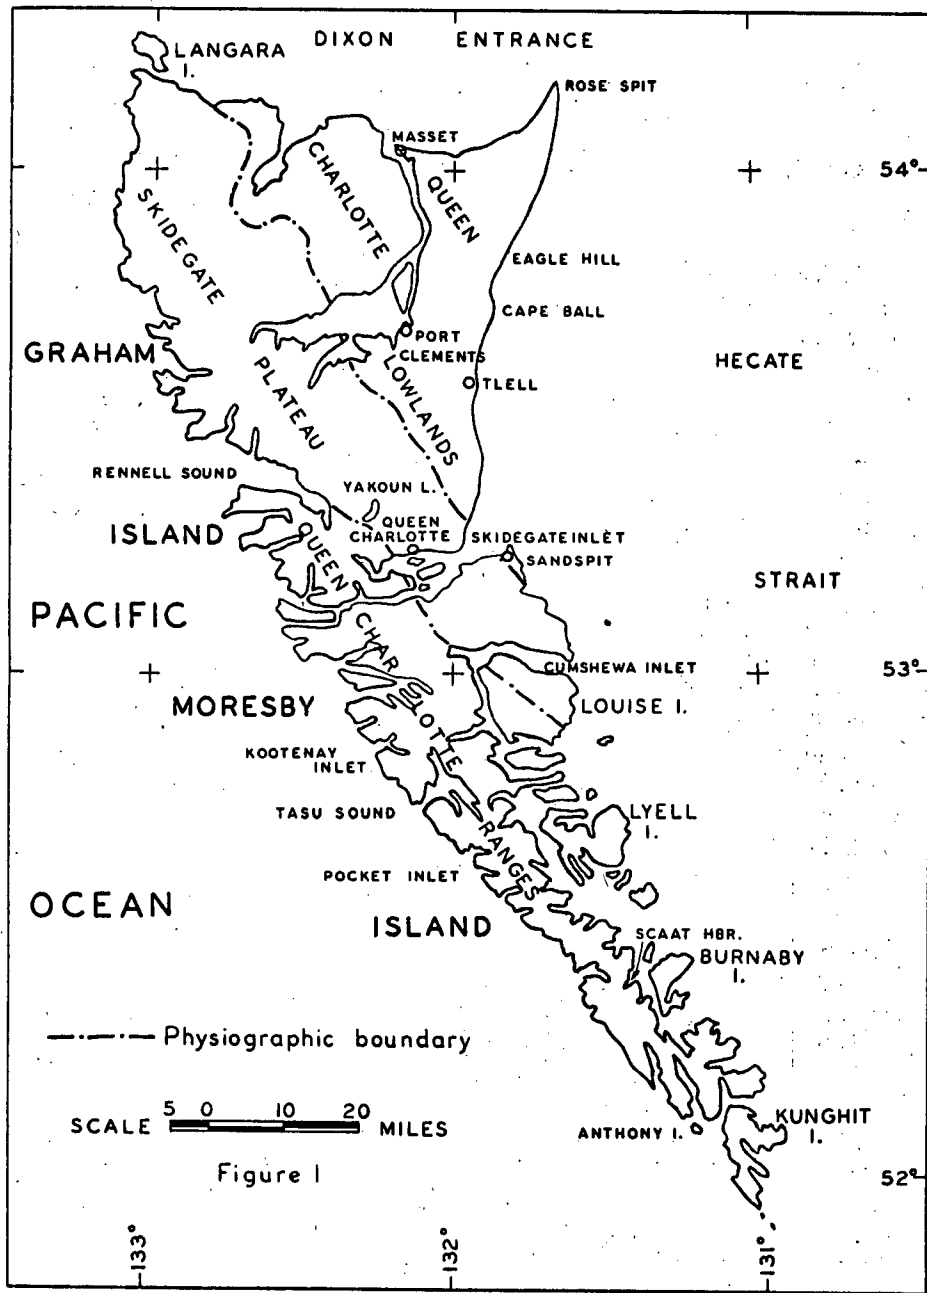 DIXON ENTRANCE
LANGARA
I.
ROSE SPIT
MASSET
54°
CHARLOTTE
QUEEN
SKIDEGATE
EAGLE HILL
CAPE BALL
PORT
CLEMENTS
GRAHAM
HECATE
TLELL
PLATEAU
LOWLANDS
RENNELL SOUND
YAKOUN L.
ISLAND
QUEEN
CHARLOTTE
SKIDEGATE INLET
SANDSPIT
QUEEN
STRAIT
PACIFIC
CHARLOTTE
CUMSHEWA INLET
53°
MORESBY
LOUISE I.
KOOTENAY
INLET
TASU SOUND
LYELL
I.
RANGES
POCKET INLET
OCEAN
ISLAND
SCAAT HBR.
BURNABY
I.
Physiographic boundary
5 0 10 20
SCALE MILES
ANTHONY I.
KUNGHIT
I.
Figure 1
52°
133°
132°
131°